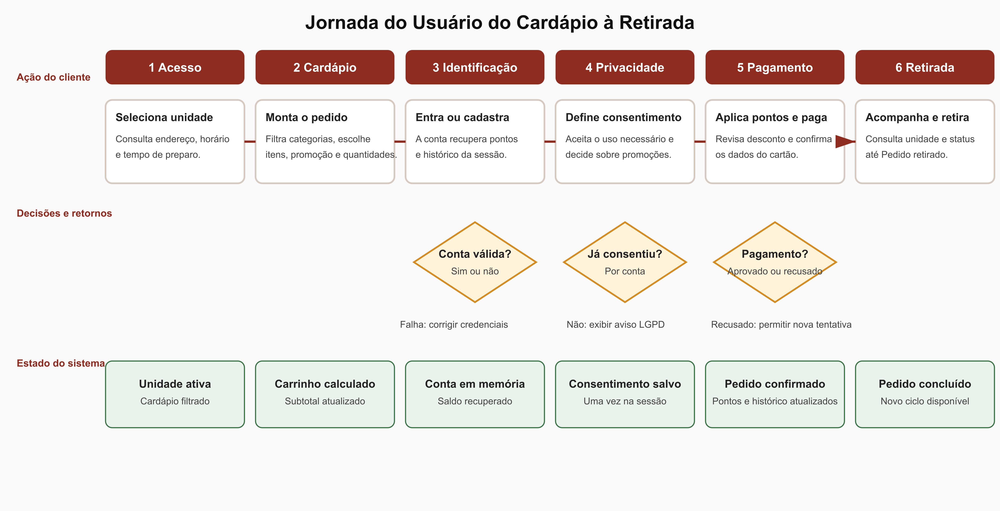 Jornada do Usuário do Cardápio à Retirada
Ação do cliente
1 Acesso
2 Cardápio
3 Identificação
4 Privacidade
5 Pagamento
6 Retirada
Seleciona unidade
Consulta endereço, horário
e tempo de preparo.
Monta o pedido
Filtra categorias, escolhe
itens, promoção e quantidades.
Entra ou cadastra
A conta recupera pontos
e histórico da sessão.
Define consentimento
Aceita o uso necessário e
decide sobre promoções.
Aplica pontos e paga
Revisa desconto e confirma
os dados do cartão.
Acompanha e retira
Consulta unidade e status
até Pedido retirado.
Decisões e retornos
Conta válida?
Sim ou não
Já consentiu?
Por conta
Pagamento?
Aprovado ou recusado
Falha: corrigir credenciais
Não: exibir aviso LGPD
Recusado: permitir nova tentativa
Estado do sistema
Unidade ativa
Cardápio filtrado
Carrinho calculado
Subtotal atualizado
Conta em memória
Saldo recuperado
Consentimento salvo
Uma vez na sessão
Pedido confirmado
Pontos e histórico atualizados
Pedido concluído
Novo ciclo disponível